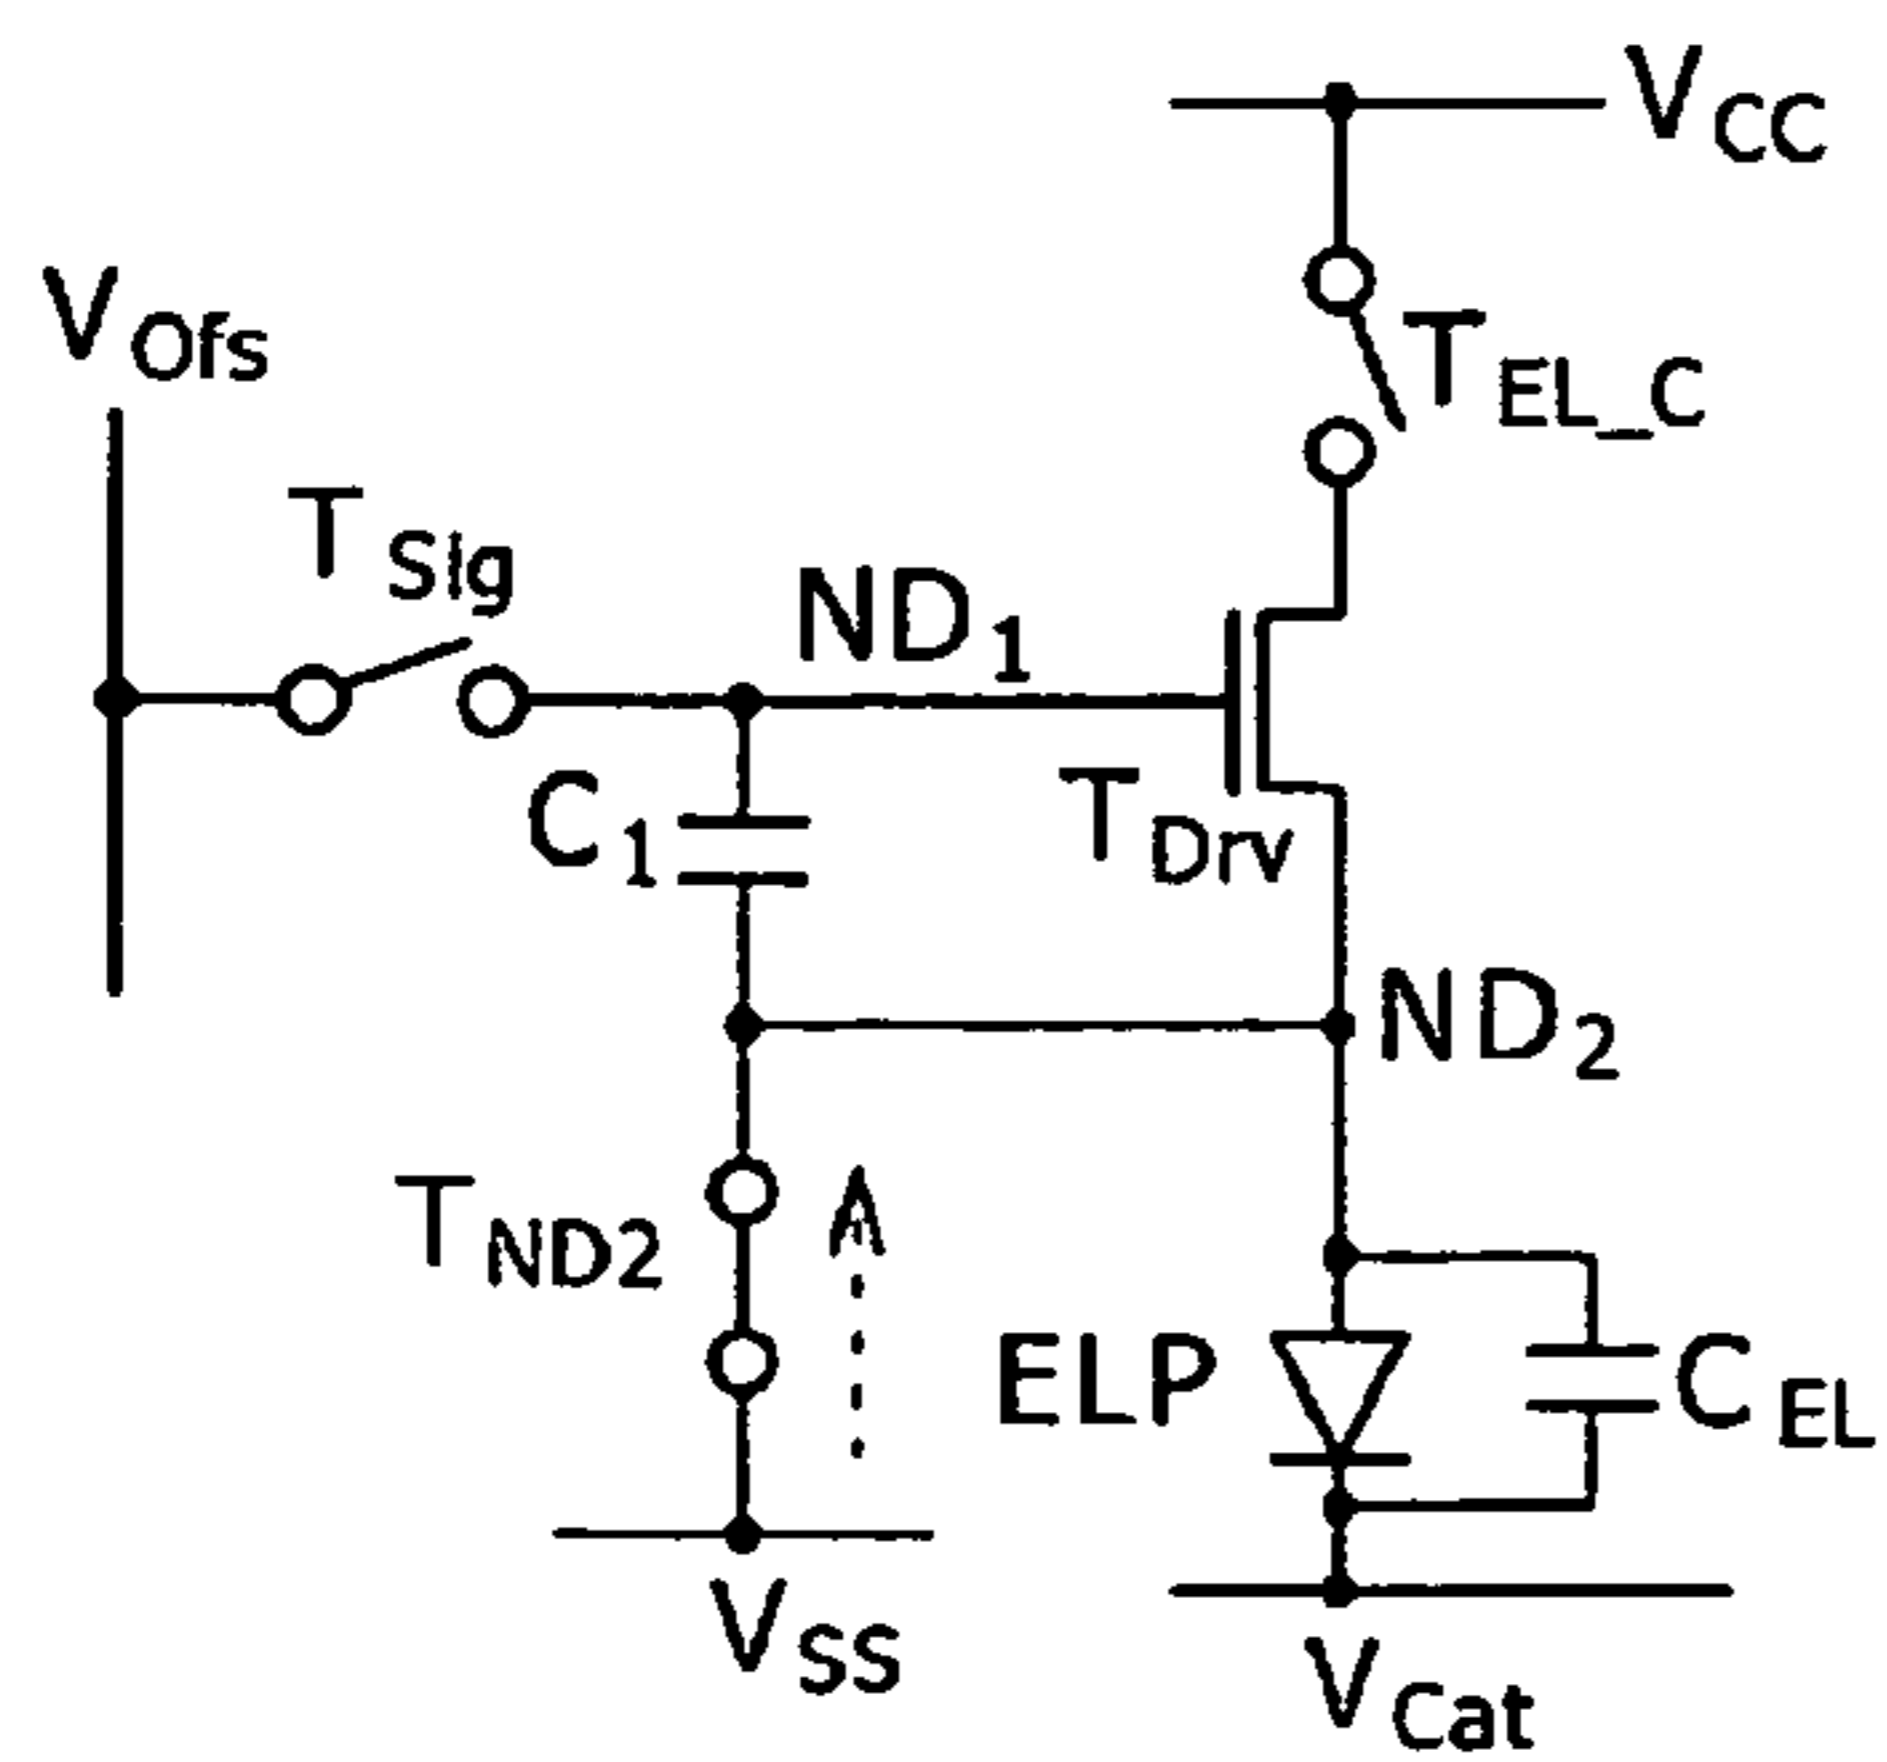 VCC
VOfs
TEL_C
TSig
ND1
C1
TDrv
ND2
TND2
ELP
CEL
VSS
VCat